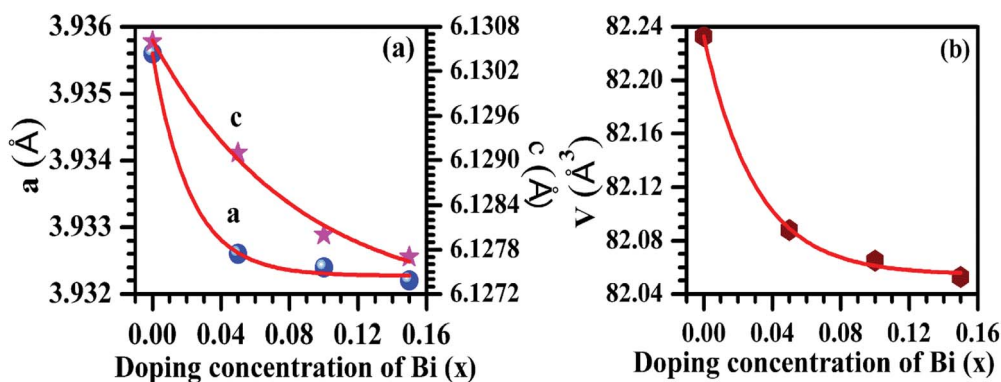 (a)
a (Å)
3.936
3.935
3.934
3.933
3.932
c
a
6.1308
6.1302
6.1296
6.1290
6.1284
6.1278
6.1272
c (Å)
0.00 0.04 0.08 0.12 0.16
Doping concentration of Bi (x)
(b)
V (Å³)
82.24
82.20
82.16
82.12
82.08
82.04
0.00 0.04 0.08 0.12 0.16
Doping concentration of Bi (x)